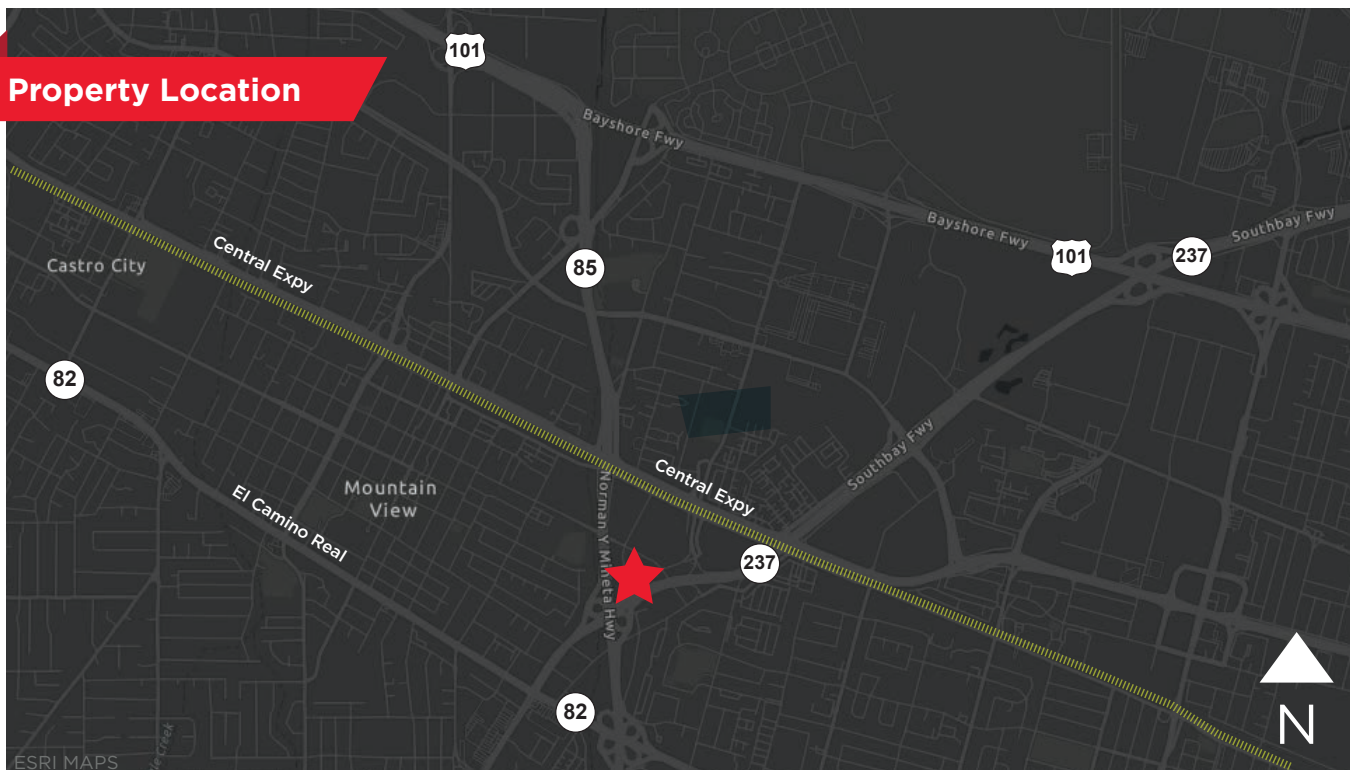 101
Property Location
Bayshore Fwy
Bayshore Fwy
Southbay Fwy
101
237
Central Expy
Castro City
85
82
Southbay Fwy
Central Expy
Mountain
View
El Camino Real
Norman Y Mineta Hwy
237
82
N
creek
ESRI MAPS